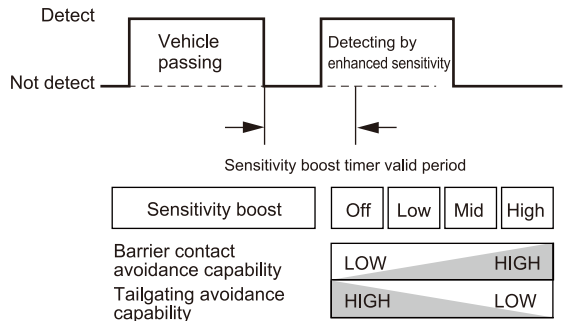 Detect
Vehicle
passing
Detecting by
enhanced sensitivity
Not detect
Sensitivity boost timer valid period
Sensitivity boost
Off
Low
Mid
High
Barrier contact
avoidance capability
LOW
HIGH
Tailgating avoidance
capability
HIGH
LOW